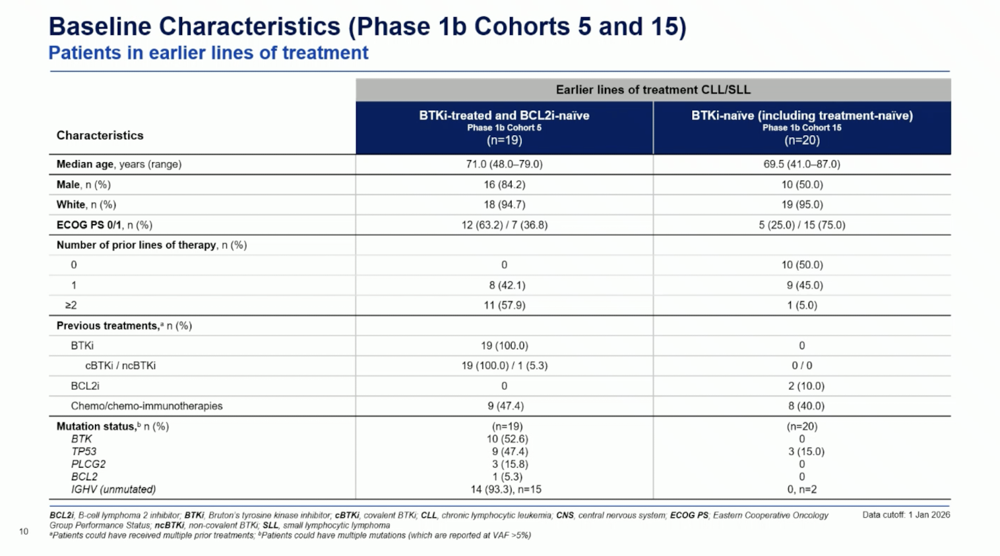 Baseline Characteristics (Phase 1b Cohorts 5 and 15)
Patients in earlier lines of treatment
Earlier lines of treatment CLL/SLL
Characteristics
BTKi-treated and BCL2i-naïve
Phase 1b Cohort 5
(n=19)
BTKi-naïve (including treatment-naïve)
Phase 1b Cohort 15
(n=20)
Median age, years (range) 71.0 (48.0–79.0) 69.5 (41.0–87.0)
Male, n (%) 16 (84.2) 10 (50.0)
White, n (%) 18 (94.7) 19 (95.0)
ECOG PS 0/1, n (%) 12 (63.2) / 7 (36.8) 5 (25.0) / 15 (75.0)
Number of prior lines of therapy, n (%)
0 0 10 (50.0)
1 8 (42.1) 9 (45.0)
≥2 11 (57.9) 1 (5.0)
Previous treatments,ᵃ n (%)
BTKi 19 (100.0) 0
cBTKi / ncBTKi 19 (100.0) / 1 (5.3) 0 / 0
BCL2i 0 2 (10.0)
Chemo/chemo-immunotherapies 9 (47.4) 8 (40.0)
Mutation status,ᵇ n (%) (n=19) (n=20)
BTK 10 (52.6) 0
TP53 9 (47.4) 3 (15.0)
PLCG2 3 (15.8) 0
BCL2 1 (5.3) 0
IGHV (unmutated) 14 (93.3), n=15 0, n=2
BCL2i, B-cell lymphoma 2 inhibitor; BTKi, Bruton's tyrosine kinase inhibitor; cBTKi, covalent BTKi; CLL, chronic lymphocytic leukemia; CNS, central nervous system; ECOG PS; Eastern Cooperative Oncology
Group Performance Status; ncBTKi, non-covalent BTKi; SLL, small lymphocytic lymphoma
ᵃPatients could have received multiple prior treatments; ᵇPatients could have multiple mutations (which are reported at VAF >5%)
Data cutoff: 1 Jan 2026
10